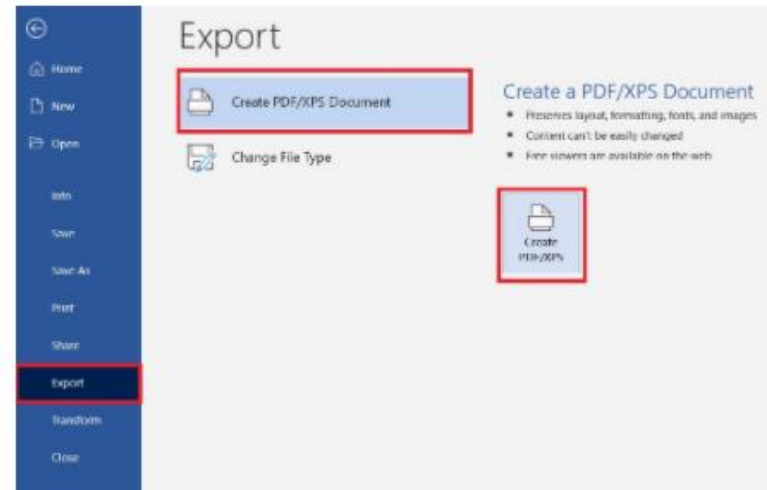 Export
Home
New
Open
Info
Save
Save As
Print
Share
Export
Transform
Close
Create PDF/XPS Document
Change File Type
Create a PDF/XPS Document
Preserves layout, formatting, fonts, and images
Content can't be easily changed
Free viewers are available on the web
Create
PDF/XPS